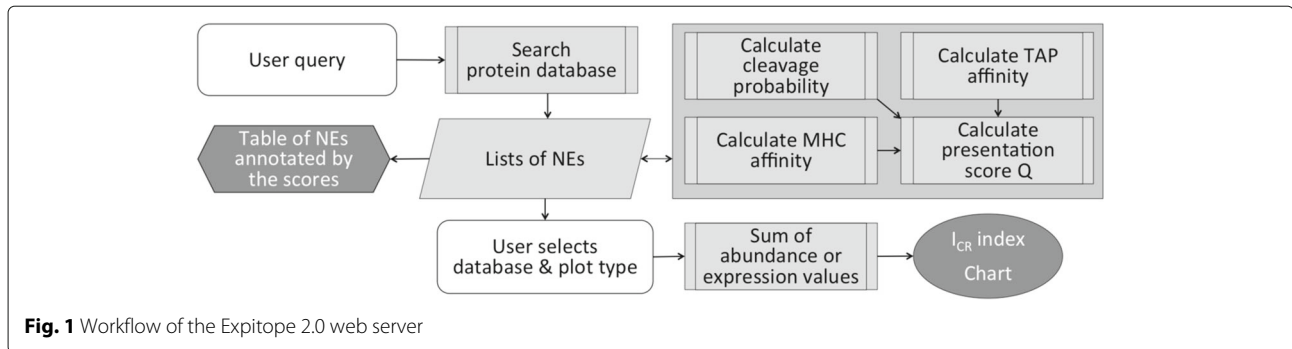 User query
Search
protein database
Calculate
cleavage
probability
Calculate TAP
affinity
Table of NEs
annotated by
the scores
Lists of NEs
Calculate MHC
affinity
Calculate
presentation
score Q
User selects
database & plot type
Sum of
abundance or
expression values
I_CR index
Chart
Fig. 1 Workflow of the Expitope 2.0 web server